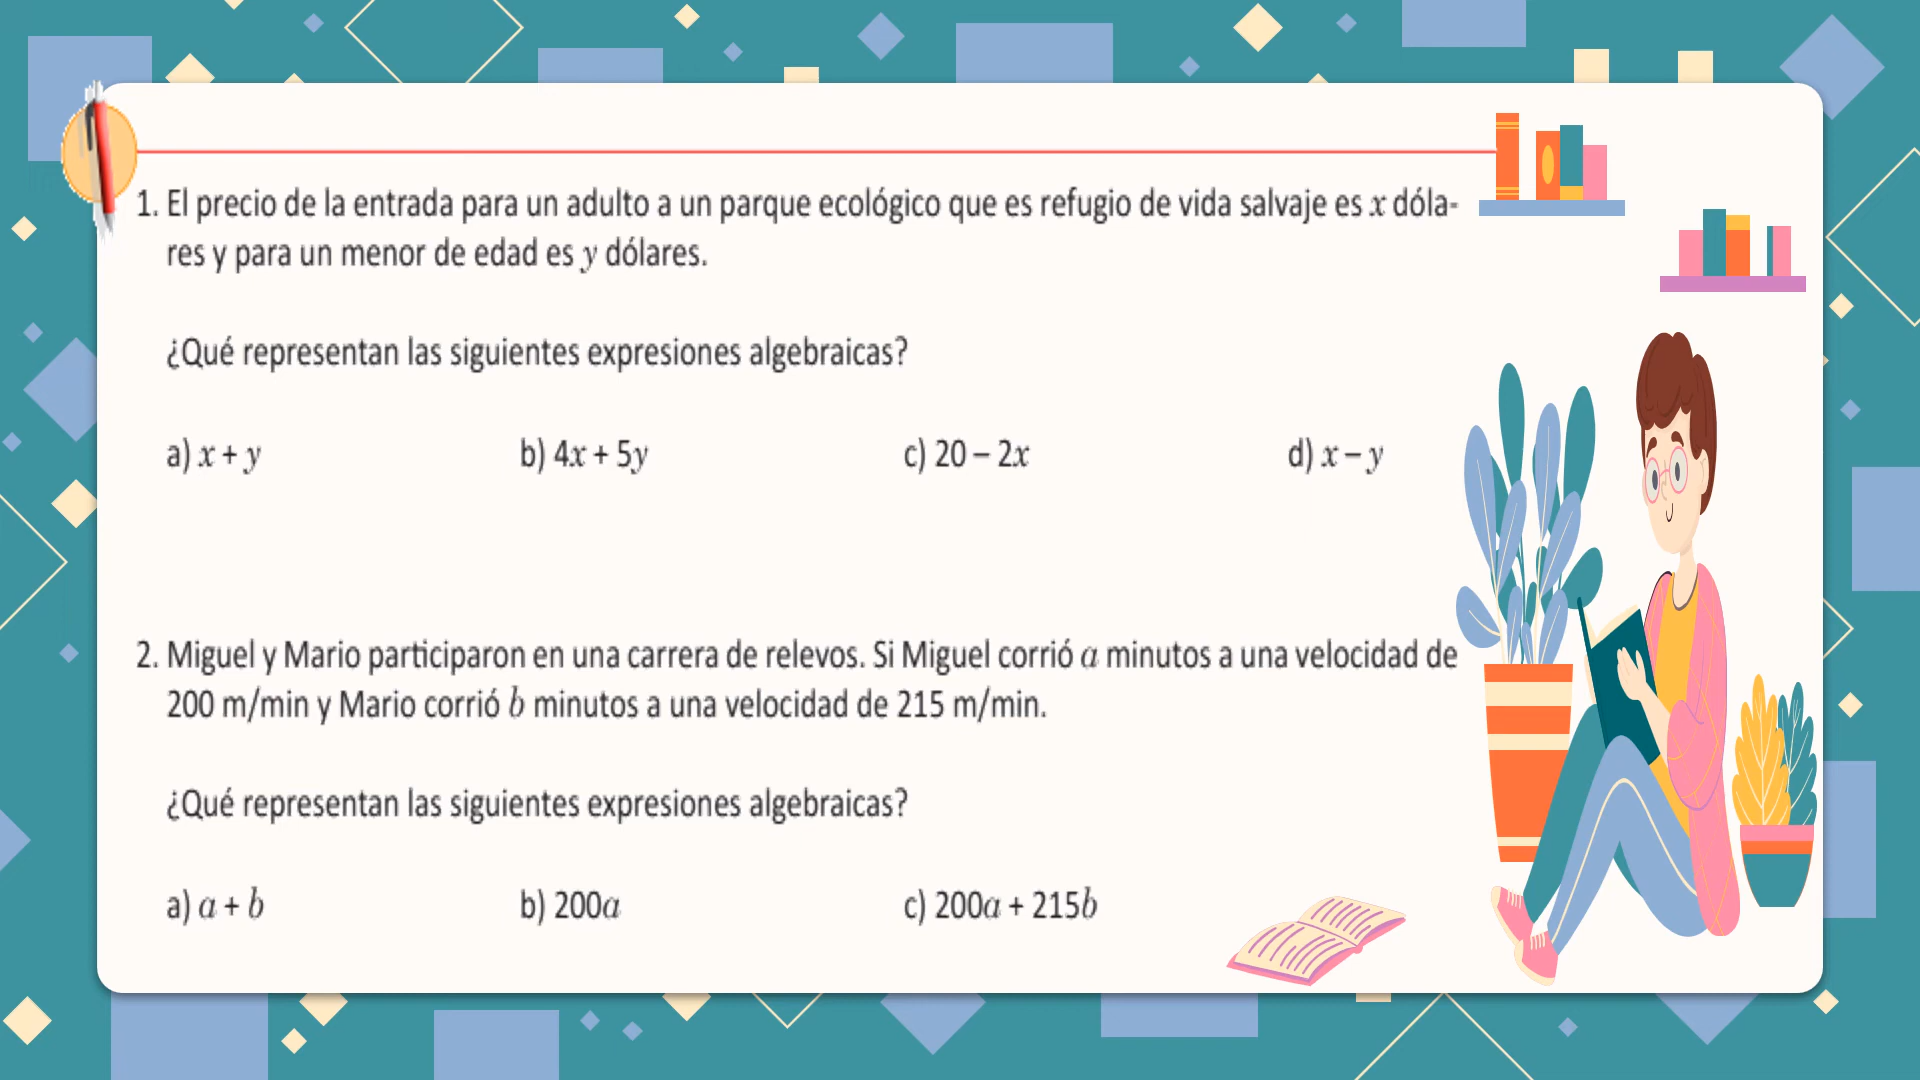 1. El precio de la entrada para un adulto a un parque ecológico que es refugio de vida salvaje es x dóla-
res y para un menor de edad es y dólares.
¿Qué representan las siguientes expresiones algebraicas?
a) x + y b) 4x + 5y c) 20 – 2x d) x – y
2. Miguel y Mario participaron en una carrera de relevos. Si Miguel corrió a minutos a una velocidad de
200 m/min y Mario corrió b minutos a una velocidad de 215 m/min.
¿Qué representan las siguientes expresiones algebraicas?
a) a + b b) 200a c) 200a + 215b